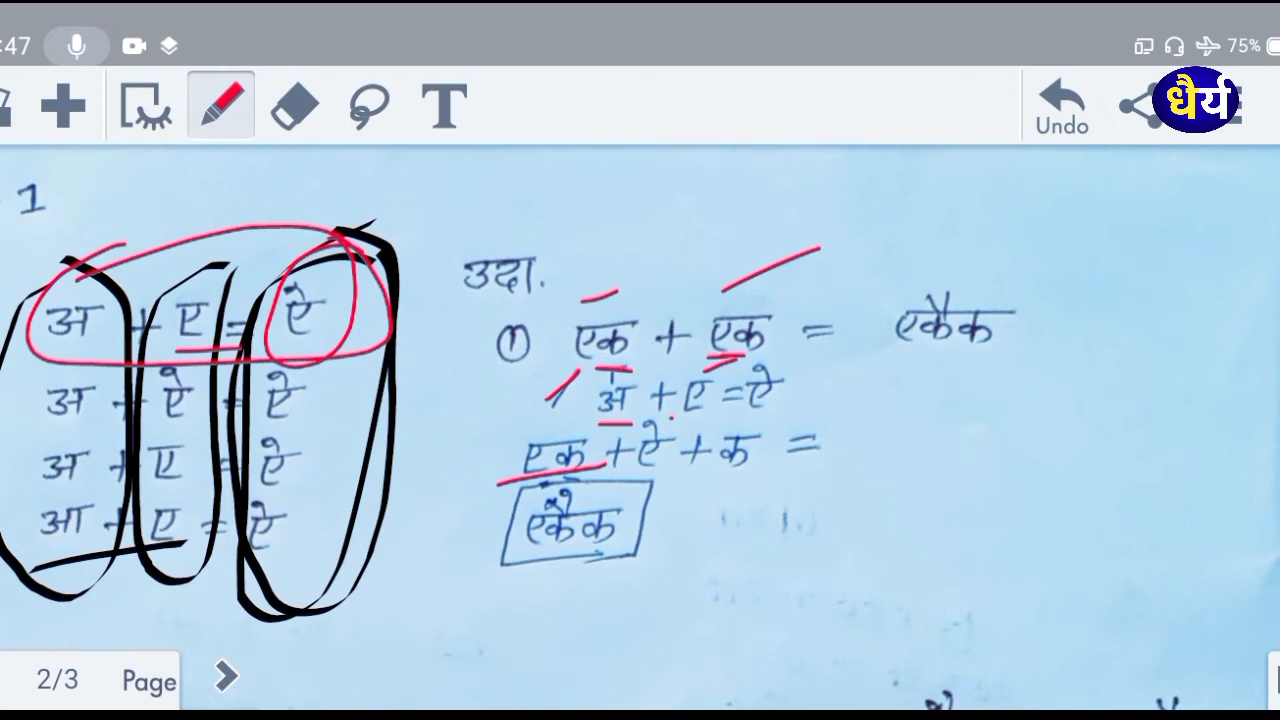 :47
75%
T
Undo
धैर्य
1
अ + ए = ऐ
अ + ऐ = ऐ
अ + ए = ऐ
आ + ए = ऐ
उदा.
① एक + एक = एकैक
अ + ए = ऐ
एक + ऐ + क =
एकैक
2/3 Page